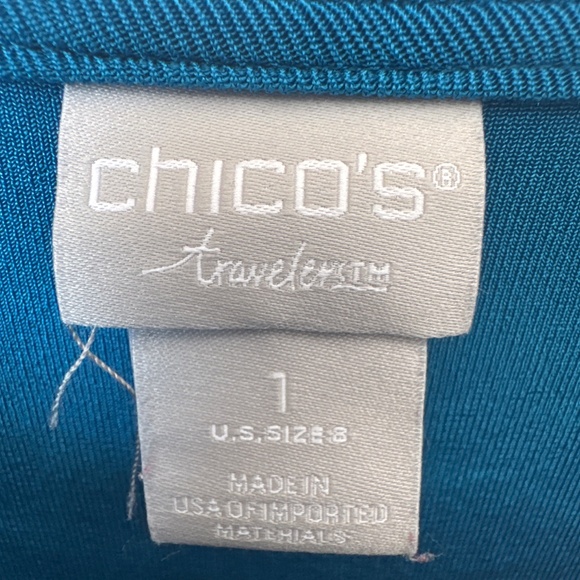 chico's®
travelers™
1
U.S. SIZE 8
MADE IN
USA OF IMPORTED
MATERIALS